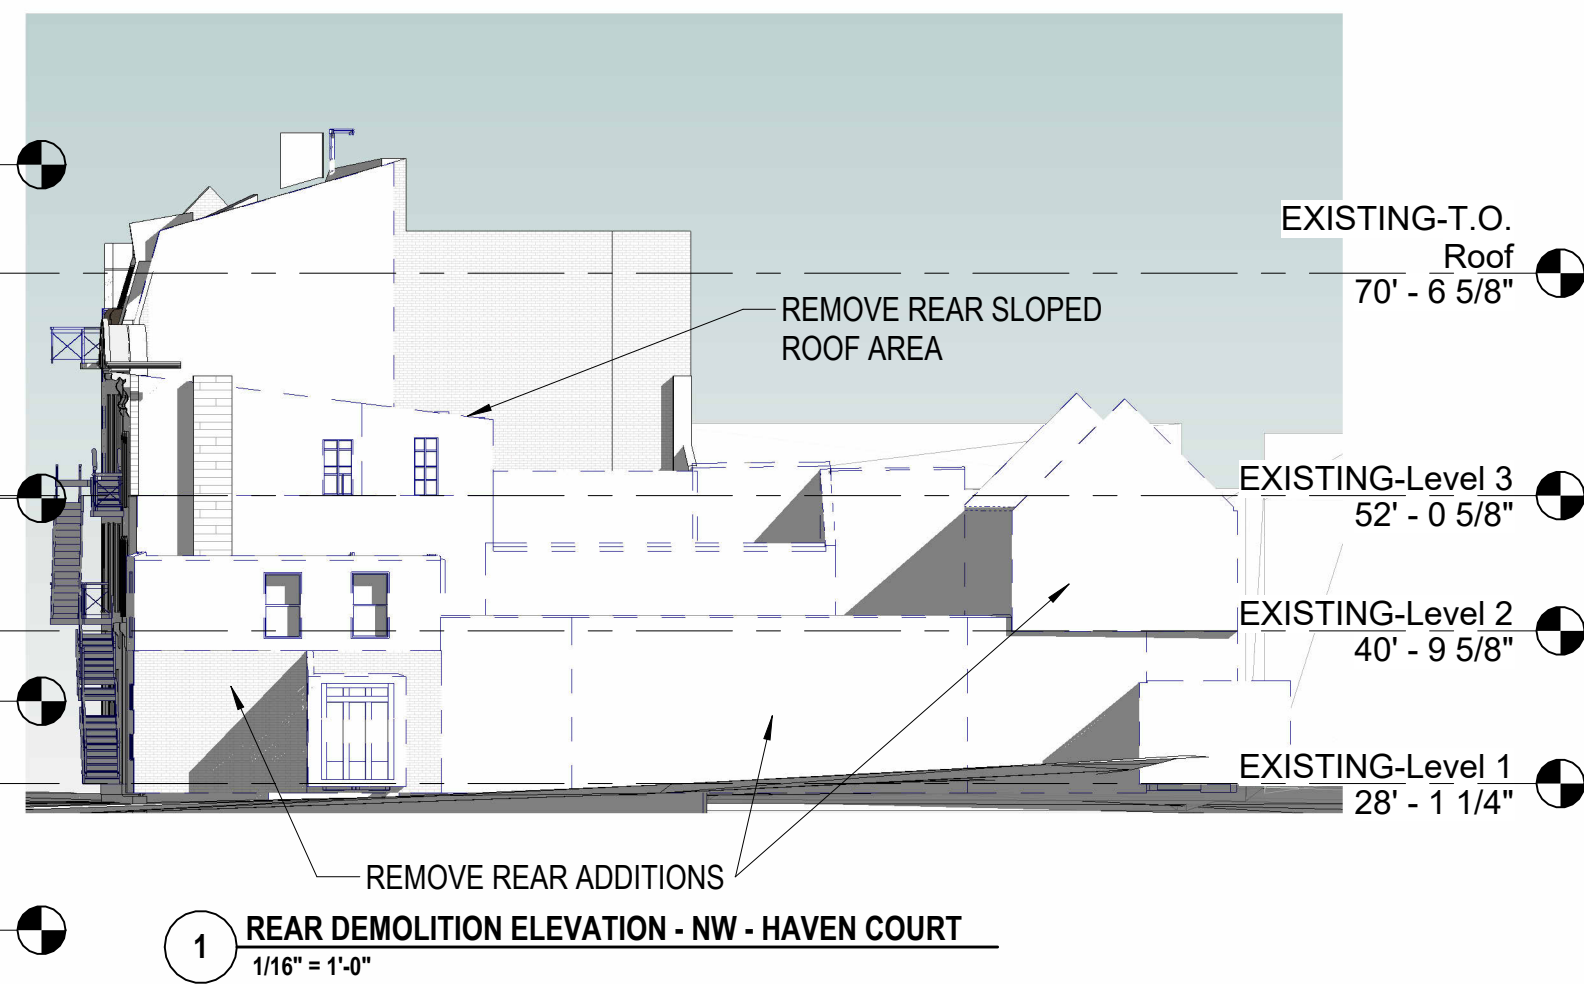 EXISTING-T.O.
Roof
70' - 6 5/8"
REMOVE REAR SLOPED
ROOF AREA
EXISTING-Level 3
52' - 0 5/8"
EXISTING-Level 2
40' - 9 5/8"
EXISTING-Level 1
28' - 1 1/4"
REMOVE REAR ADDITIONS
1
REAR DEMOLITION ELEVATION - NW - HAVEN COURT
1/16" = 1'-0"